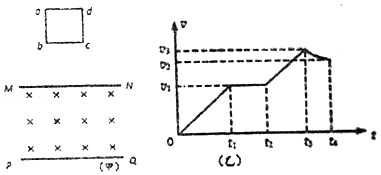 a d
b c
M N
× × × ×
× × × ×
× × × ×
P Q
(甲)
v
v₃
v₂
v₁
0 t₁ t₂ t₃ t₄ t
(乙)